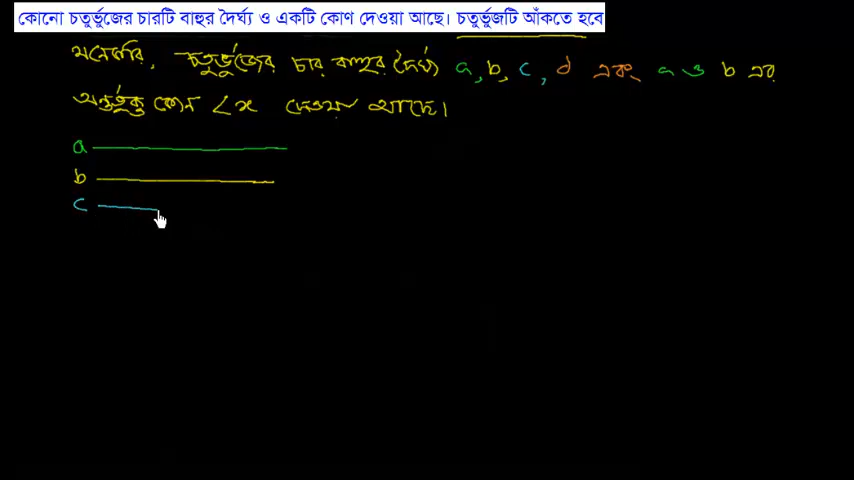 কোনো চতুর্ভুজের চারটি বাহুর দৈর্ঘ্য ও একটি কোণ দেওয়া আছে। চতুর্ভুজটি আঁকতে হবে
মনেকরি, চতুর্ভুজের চার বাহুর দৈর্ঘ্য a, b, c, d এবং a ও b এর
অন্তর্ভুক্ত কোন ∠x দেওয়া আছে।
a
b
c